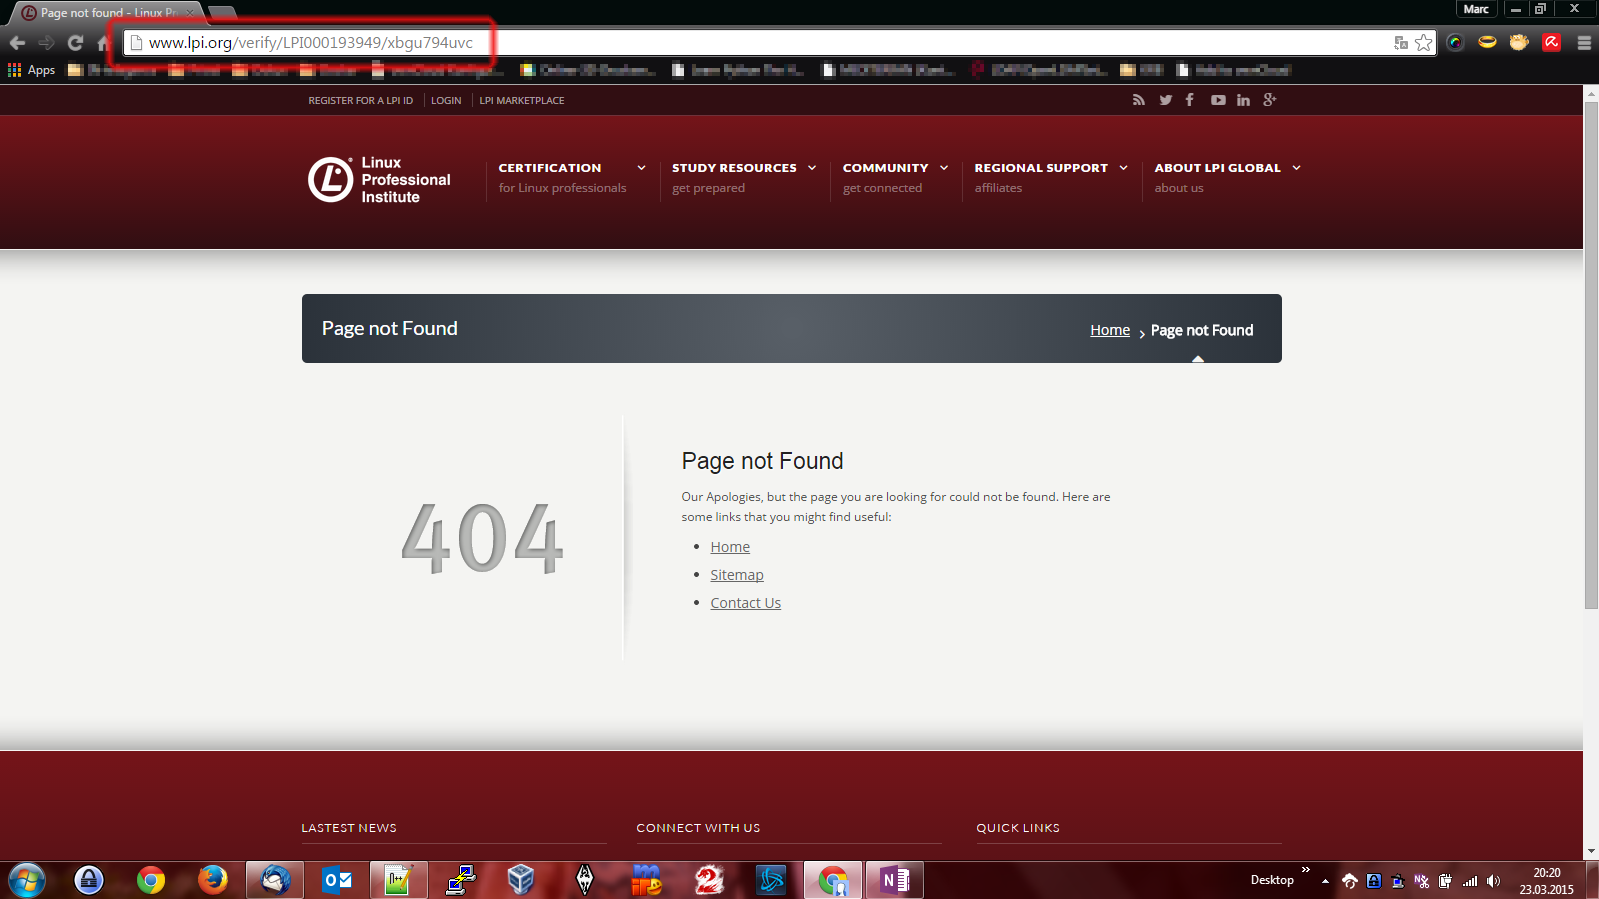 Page not found - Linux Pr
Marc
www.lpi.org/verify/LPI000193949/xbgu794uvc
Apps
REGISTER FOR A LPI ID
LOGIN
LPI MARKETPLACE
Linux
Professional
Institute
CERTIFICATION
for Linux professionals
STUDY RESOURCES
get prepared
COMMUNITY
get connected
REGIONAL SUPPORT
affiliates
ABOUT LPI GLOBAL
about us
Page not Found
Home
Page not Found
404
Page not Found
Our Apologies, but the page you are looking for could not be found. Here are
some links that you might find useful:
Home
Sitemap
Contact Us
LASTEST NEWS
CONNECT WITH US
QUICK LINKS
Desktop
20:20
23.03.2015